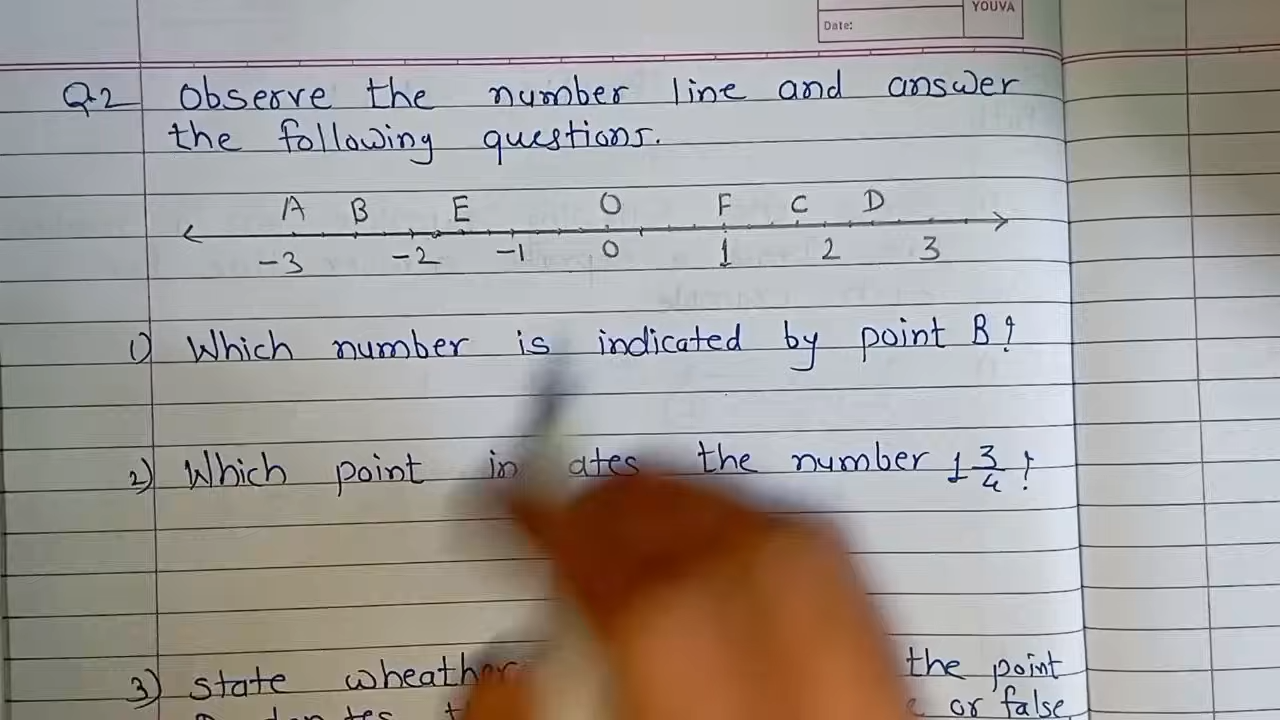 YOUVA
Date:
Q.2 Observe the number line and answer
the following questions.
A B E O F C D
-3 -2 -1 0 1 2 3
1) Which number is indicated by point B?
2) Which point in ates the number 1 3/4?
3) state wheather the point
or false